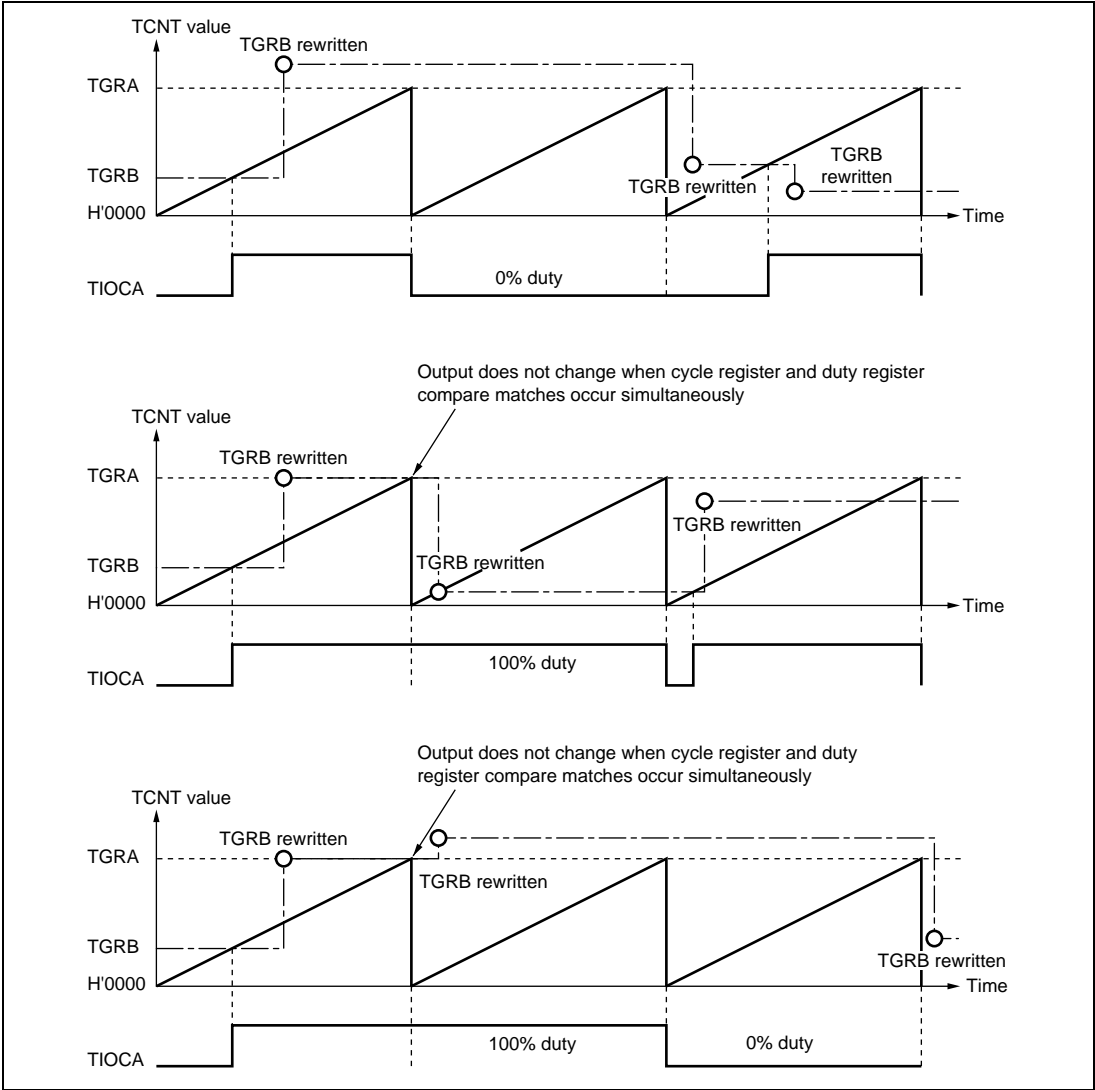 TCNT value
TGRB rewritten
TGRA
TGRB
rewritten
TGRB
TGRB rewritten
H'0000
Time
0% duty
TIOCA
Output does not change when cycle register and duty register
compare matches occur simultaneously
TCNT value
TGRB rewritten
TGRA
TGRB rewritten
TGRB
TGRB rewritten
H'0000
Time
100% duty
TIOCA
Output does not change when cycle register and duty
register compare matches occur simultaneously
TCNT value
TGRB rewritten
TGRA
TGRB rewritten
TGRB
TGRB rewritten
H'0000
Time
100% duty
0% duty
TIOCA